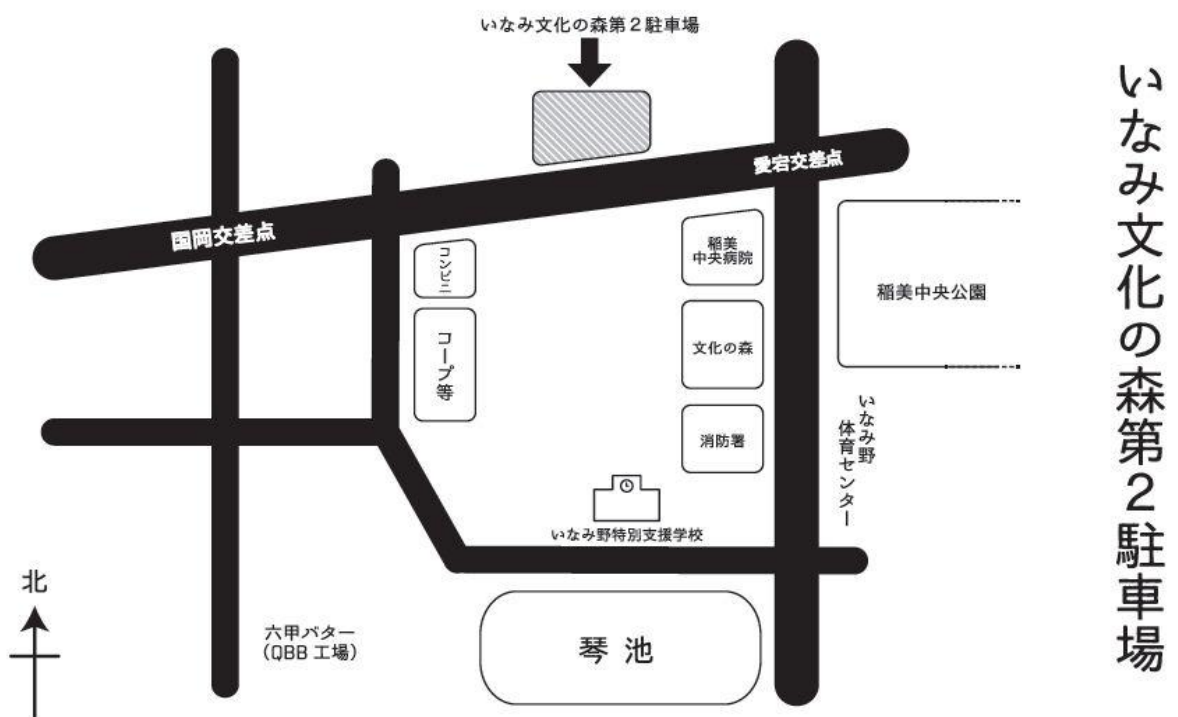 いなみ文化の森第2駐車場
いなみ文化の森第２駐車場
愛宕交差点
国岡交差点
コンビニ
コープ等
稲美
中央病院
文化の森
消防署
稲美中央公園
いなみ野
体育センター
いなみ野特別支援学校
琴池
六甲バター
（QBB工場）
北